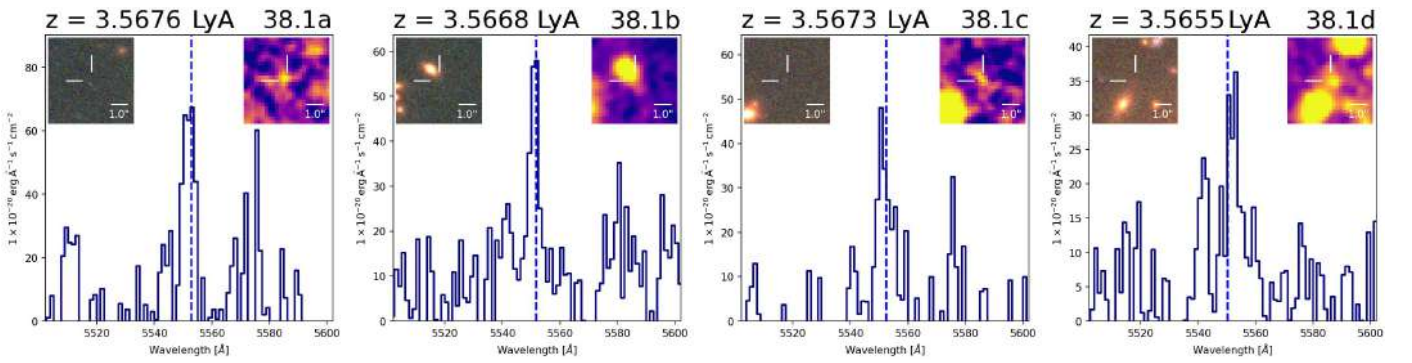 z = 3.5676 LyA 38.1a
z = 3.5668 LyA 38.1b
z = 3.5673 LyA 38.1c
z = 3.5655 LyA 38.1d
1.0" 1.0"
1.0" 1.0"
1.0" 1.0"
1.0" 1.0"
1 × 10⁻²⁰ erg Å⁻¹ s⁻¹ cm⁻²
80
60
40
20
0
5520 5540 5560 5580 5600
Wavelength [Å]
1 × 10⁻²⁰ erg Å⁻¹ s⁻¹ cm⁻²
60
50
40
30
20
10
0
5520 5540 5560 5580 5600
Wavelength [Å]
1 × 10⁻²⁰ erg Å⁻¹ s⁻¹ cm⁻²
60
50
40
30
20
10
0
5520 5540 5560 5580 5600
Wavelength [Å]
1 × 10⁻²⁰ erg Å⁻¹ s⁻¹ cm⁻²
40
35
30
25
20
15
10
5
0
5520 5540 5560 5580 5600
Wavelength [Å]